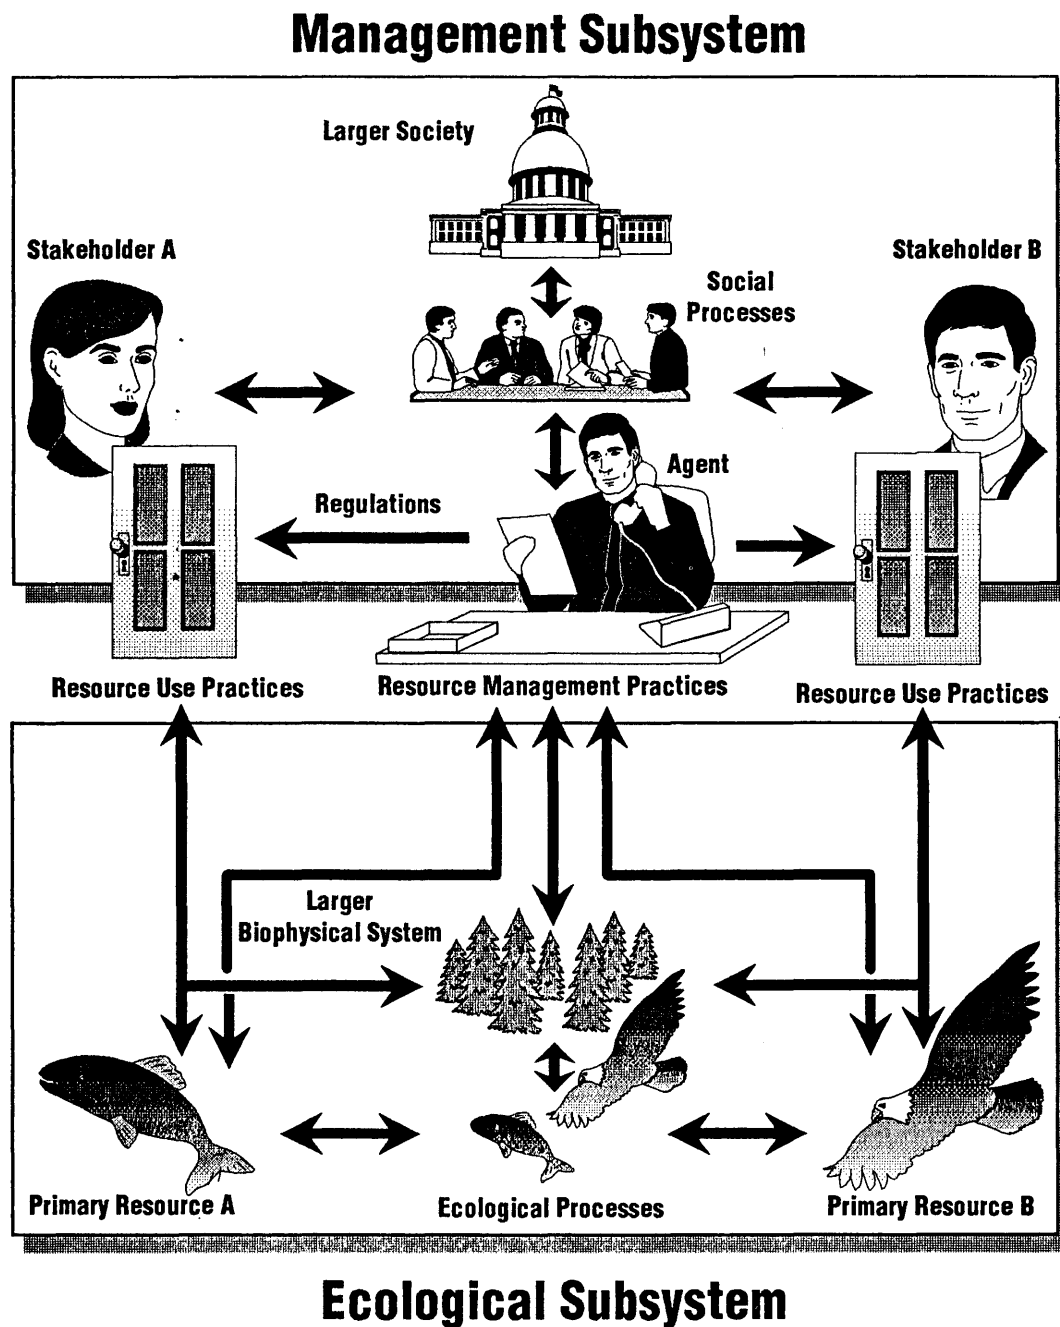 Management Subsystem
Larger Society
Stakeholder A
Stakeholder B
Social
Processes
Agent
Regulations
Resource Use Practices
Resource Management Practices
Resource Use Practices
Larger
Biophysical System
Primary Resource A
Ecological Processes
Primary Resource B
Ecological Subsystem